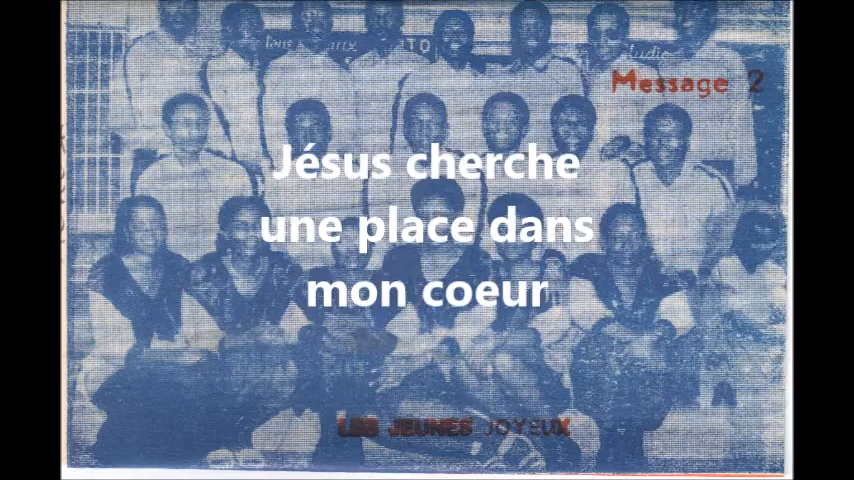 Message 2
Jésus cherche
une place dans
mon coeur
LES JEUNES JOYEUX